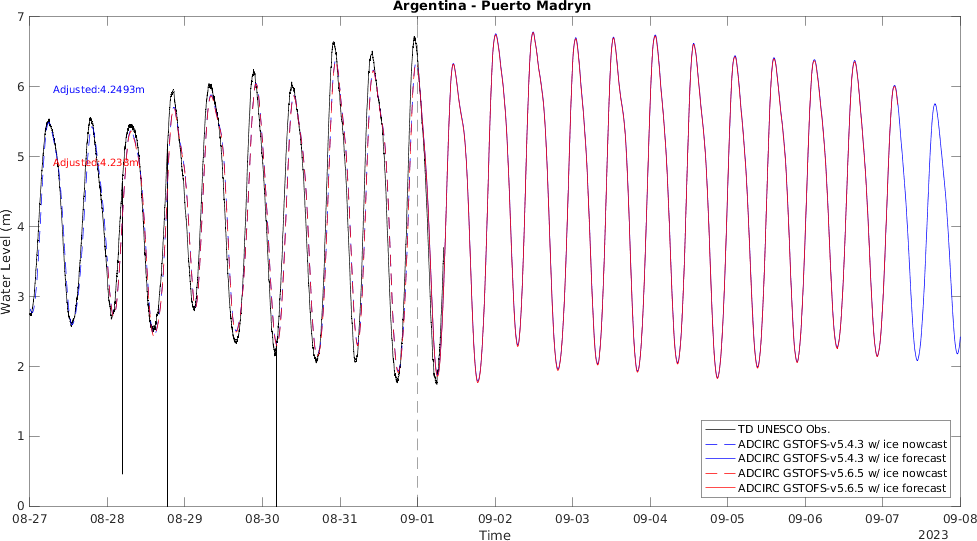 Argentina - Puerto Madryn
7
6
5
4
3
2
1
0
Water Level (m)
Adjusted:4.2493m
Adjusted:4.238m
TD UNESCO Obs.
ADCIRC GSTOFS-v5.4.3 w/ ice nowcast
ADCIRC GSTOFS-v5.4.3 w/ ice forecast
ADCIRC GSTOFS-v5.6.5 w/ ice nowcast
ADCIRC GSTOFS-v5.6.5 w/ ice forecast
08-27 08-28 08-29 08-30 08-31 09-01 09-02 09-03 09-04 09-05 09-06 09-07 09-08
Time
2023